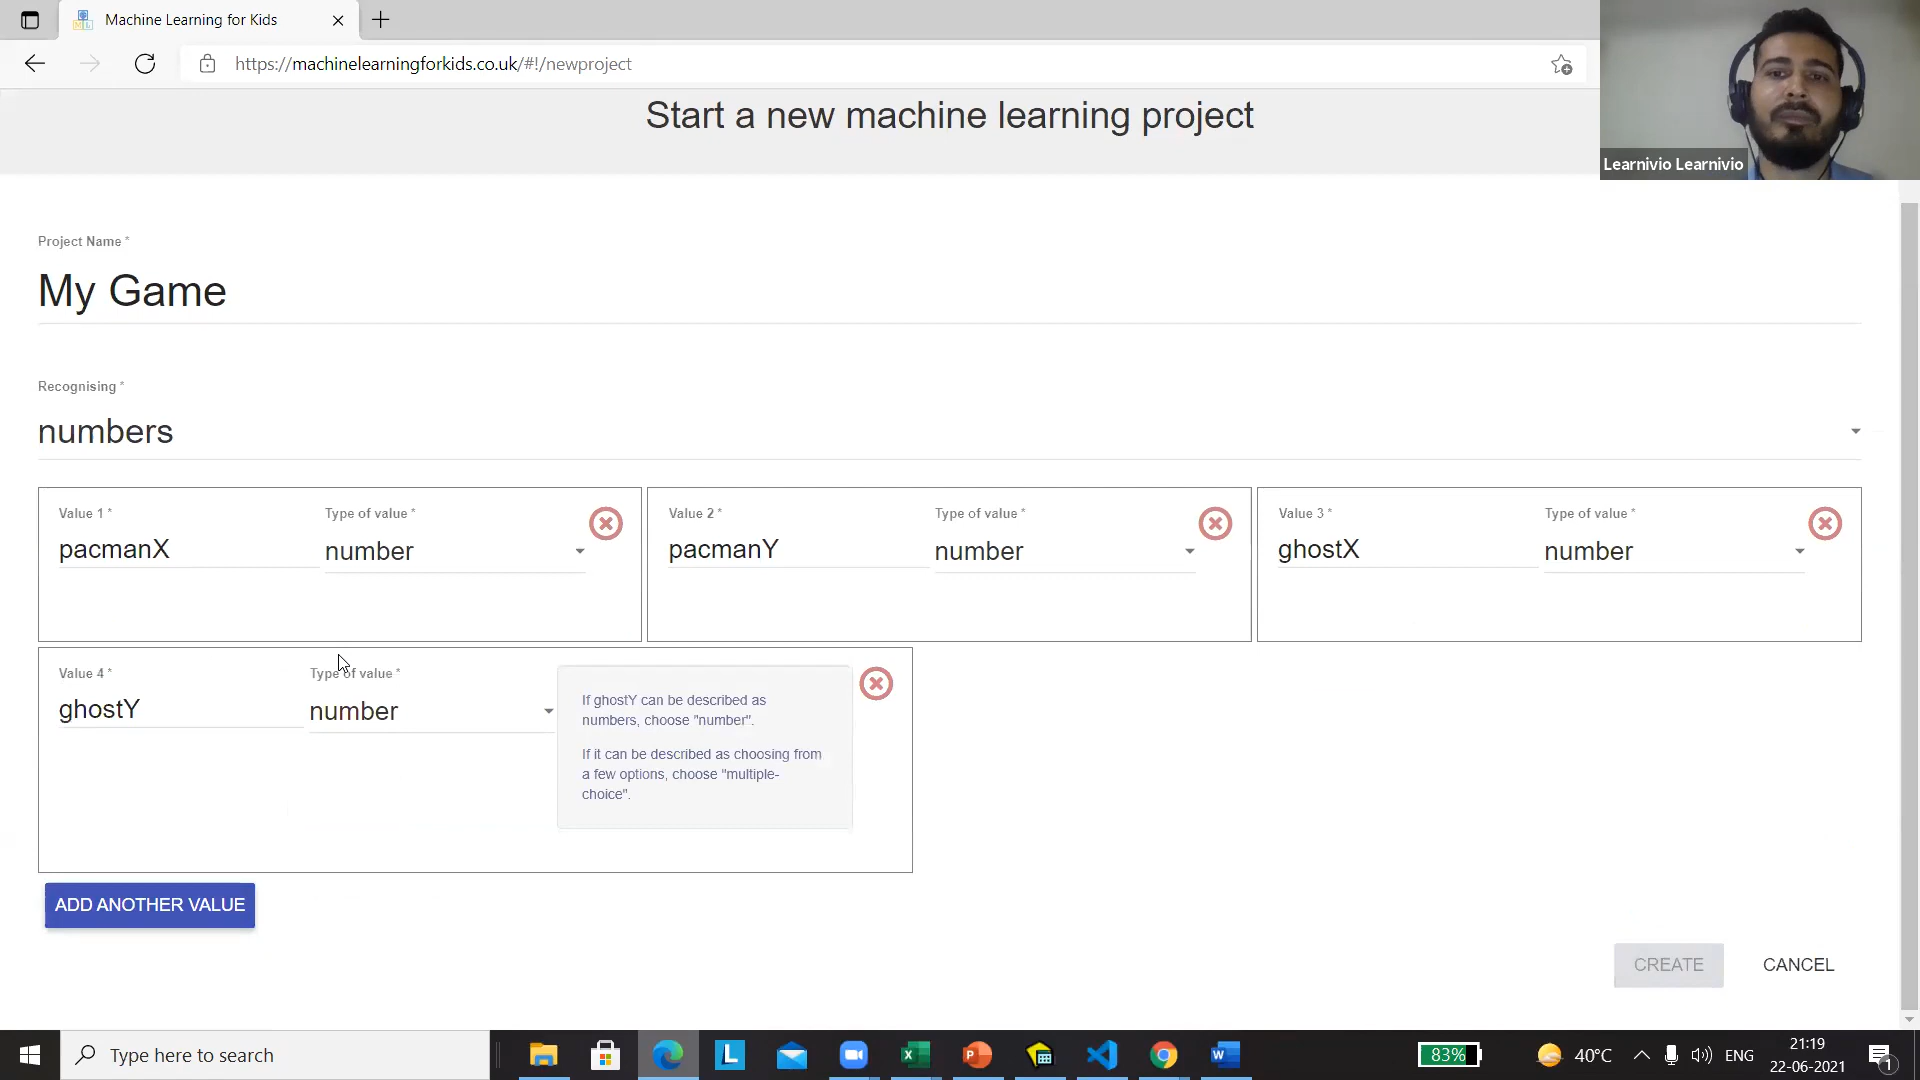 Machine Learning for Kids
https://machinelearningforkids.co.uk/#!/newproject
Start a new machine learning project
Learnivio Learnivio
Project Name *
My Game
Recognising *
numbers
Value 1 *
Type of value *
pacmanX
number
Value 2 *
Type of value *
pacmanY
number
Value 3 *
Type of value *
ghostX
number
Value 4 *
Type of value *
ghostY
number
If ghostY can be described as
numbers, choose "number".
If it can be described as choosing from
a few options, choose "multiple-
choice".
ADD ANOTHER VALUE
CREATE
CANCEL
Type here to search
83%
40°C
ENG
21:19
22-06-2021
1